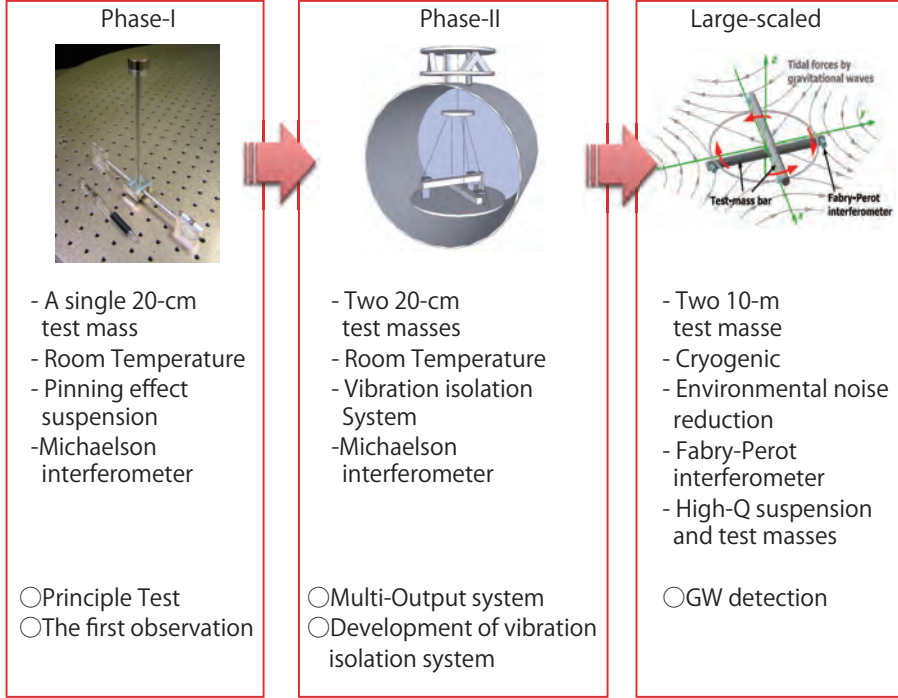 Phase-I
- A single 20-cm
test mass
- Room Temperature
- Pinning effect
suspension
-Michaelson
interferometer
○Principle Test
○The first observation
Phase-II
- Two 20-cm
test masses
- Room Temperature
- Vibration isolation
System
- Michaelson
interferometer
○Multi-Output system
○Development of vibration
isolation system
Large-scaled
Tidal forces by
gravitational waves
z
y
Test-mass bar
Fabry-Perot
interferometer
x
- Two 10-m
test masse
- Cryogenic
- Environmental noise
reduction
- Fabry-Perot
interferometer
- High-Q suspension
and test masses
○GW detection